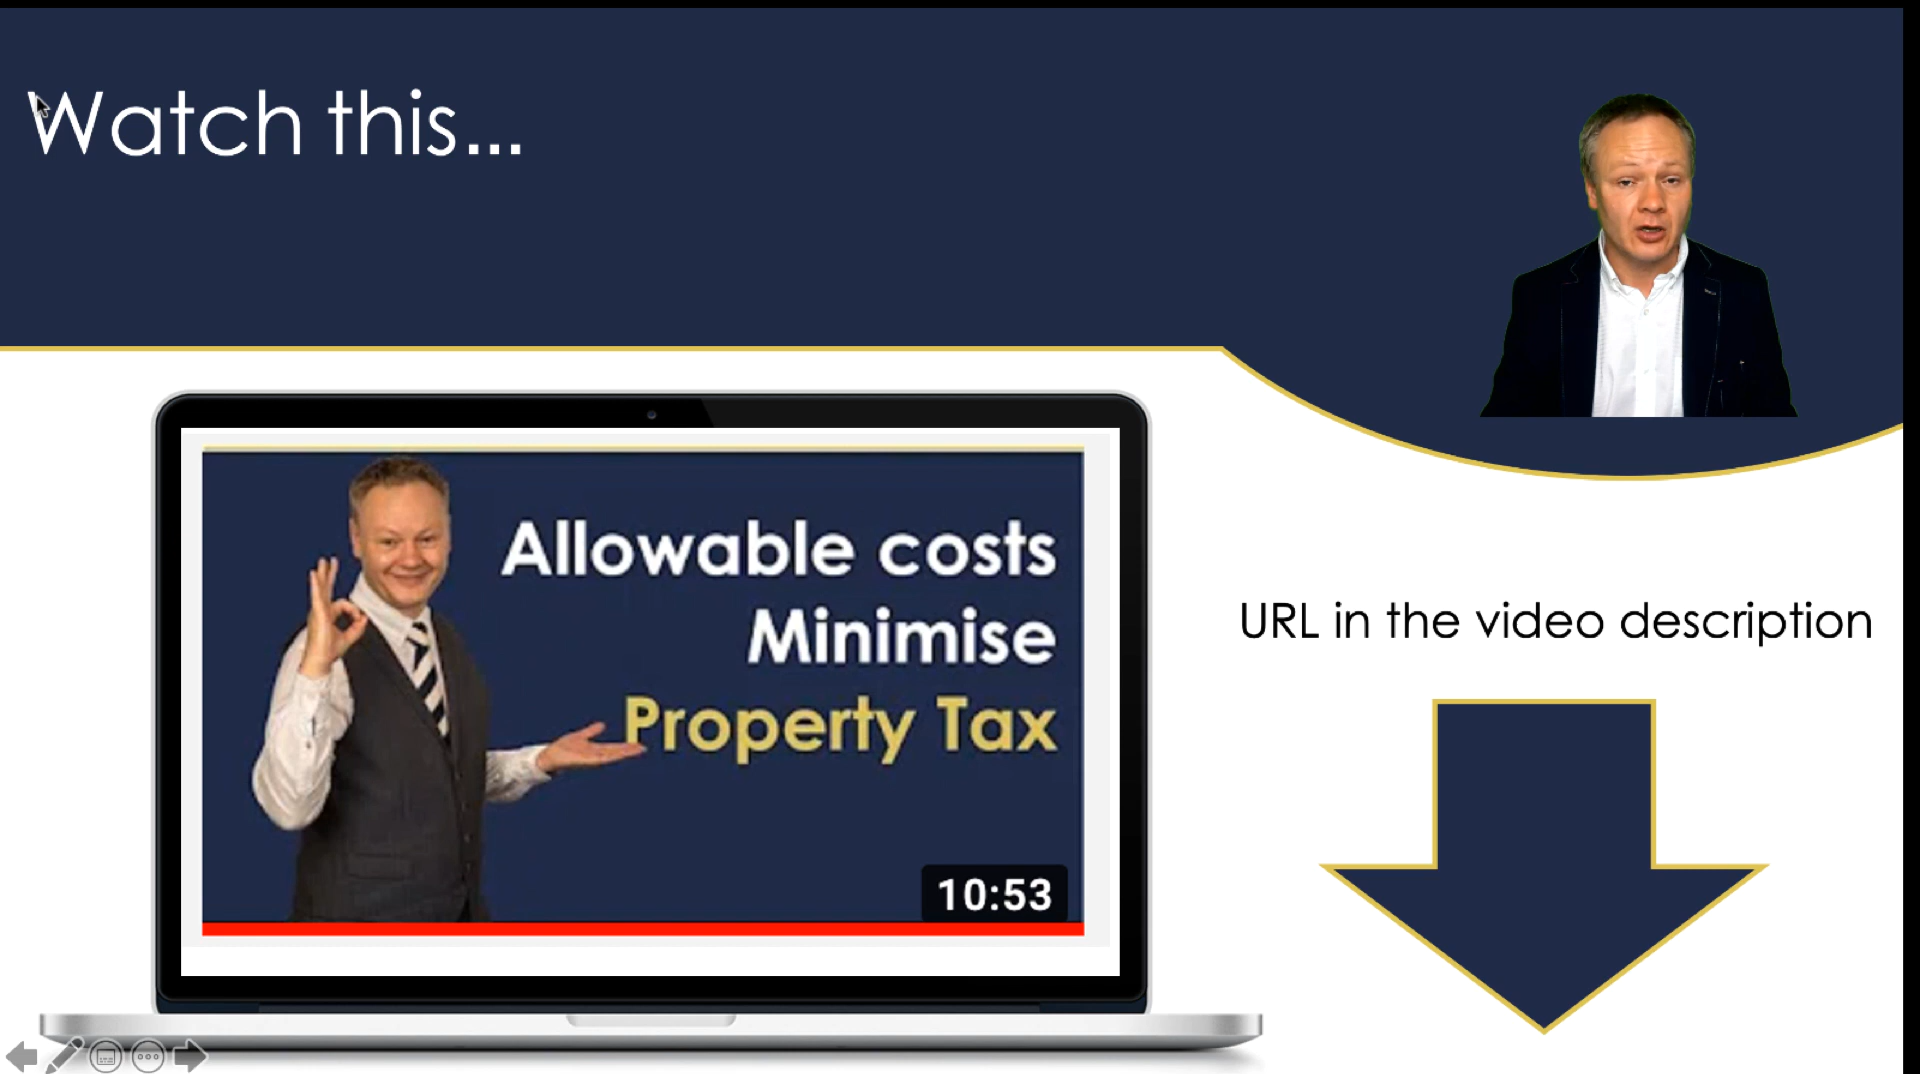 Watch this...
Allowable costs
Minimise
Property Tax
10:53
URL in the video description